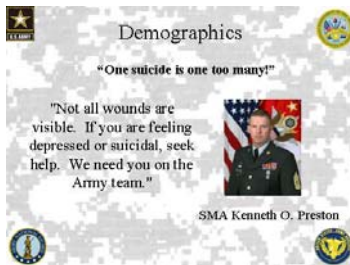 U.S. ARMY
Demographics
“One suicide is one too many!”
"Not all wounds are
visible.  If you are feeling
depressed or suicidal, seek
help.  We need you on the
Army team."
SMA Kenneth O. Preston